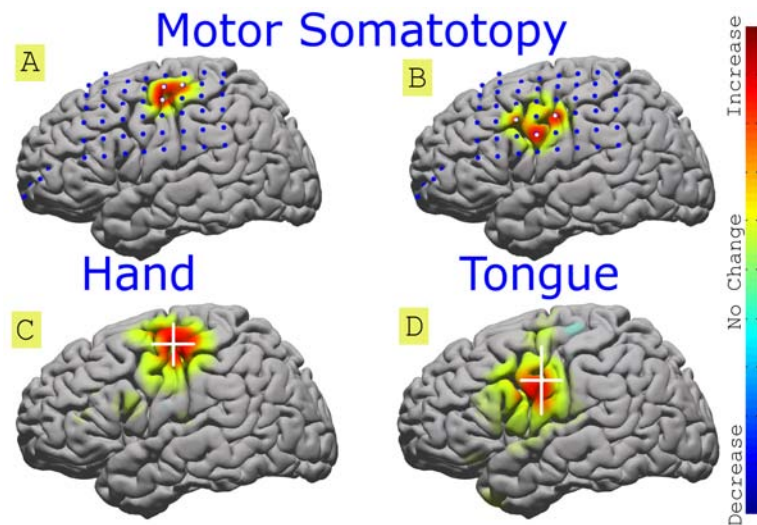 Motor Somatotopy
A
B
Increase
No Change
Decrease
Hand
Tongue
C
D